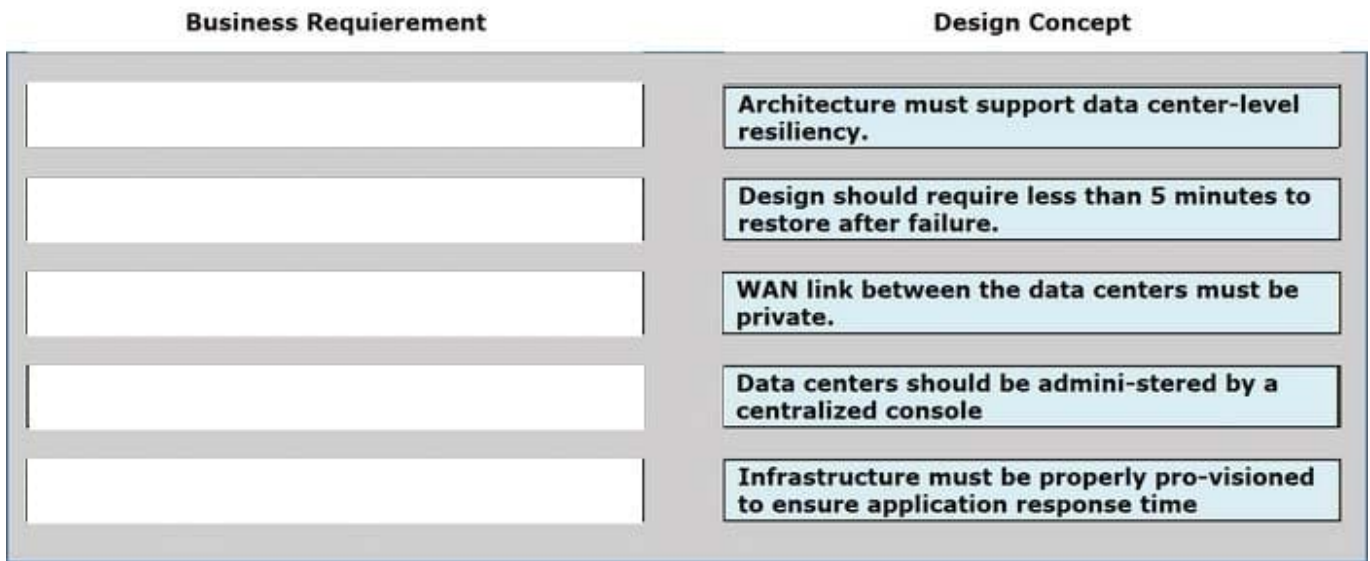 Business Requierement
Design Concept
Architecture must support data center-level
resiliency.
Design should require less than 5 minutes to
restore after failure.
WAN link between the data centers must be
private.
Data centers should be admini-stered by a
centralized console
Infrastructure must be properly pro-visioned
to ensure application response time